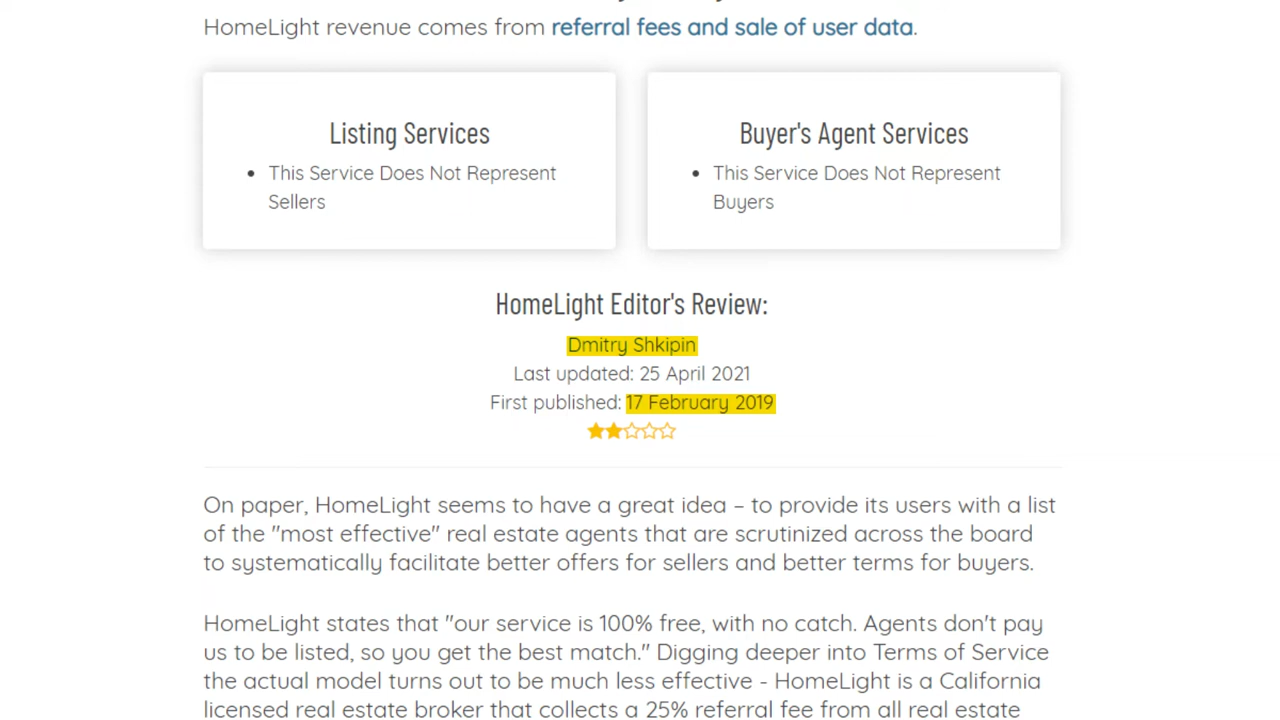 HomeLight revenue comes from referral fees and sale of user data.
Listing Services
• This Service Does Not Represent
Sellers
Buyer's Agent Services
• This Service Does Not Represent
Buyers
HomeLight Editor's Review:
Dmitry Shkipin
Last updated: 25 April 2021
First published: 17 February 2019
On paper, HomeLight seems to have a great idea – to provide its users with a list
of the "most effective" real estate agents that are scrutinized across the board
to systematically facilitate better offers for sellers and better terms for buyers.
HomeLight states that "our service is 100% free, with no catch. Agents don't pay
us to be listed, so you get the best match." Digging deeper into Terms of Service
the actual model turns out to be much less effective - HomeLight is a California
licensed real estate broker that collects a 25% referral fee from all real estate